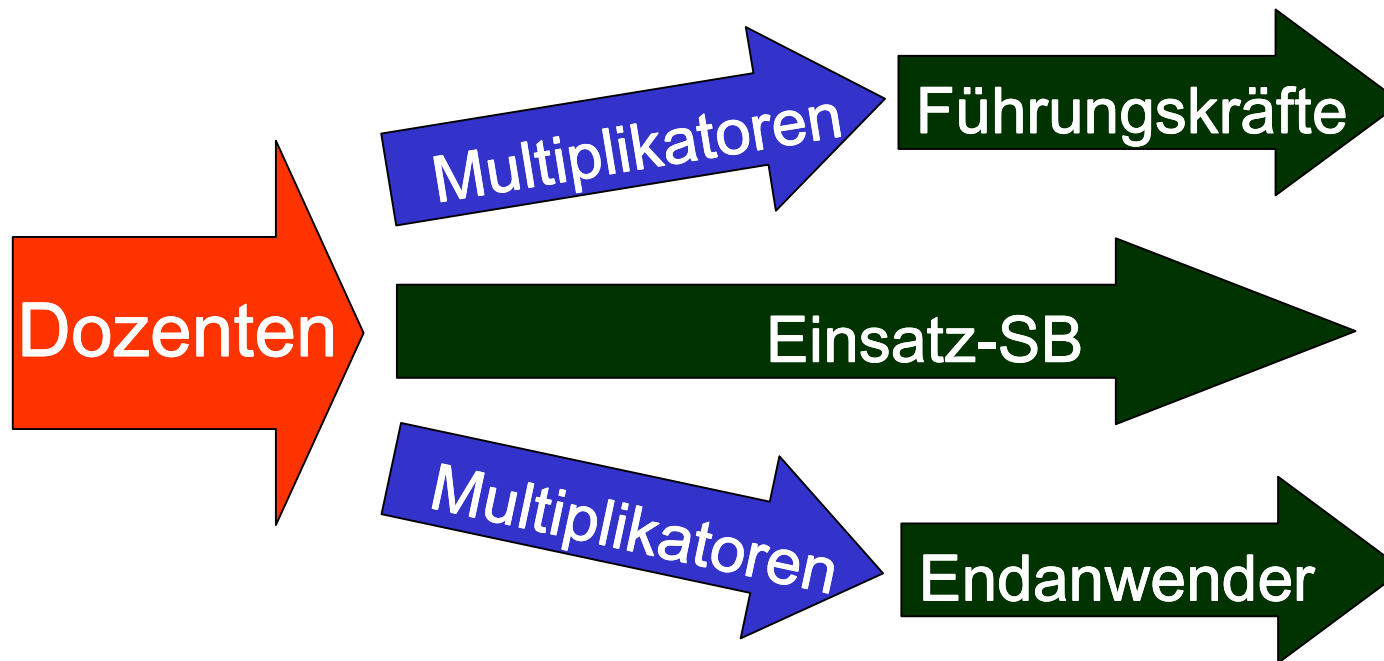 Multiplikatoren
Führungskräfte
Dozenten
Einsatz-SB
Multiplikatoren
Endanwender